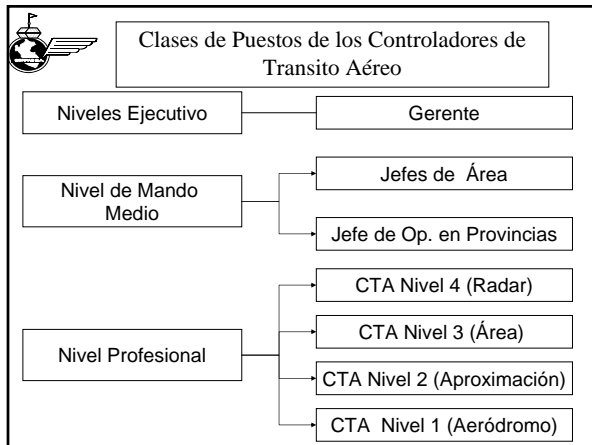 Clases de Puestos de los Controladores de
Transito Aéreo
Niveles Ejecutivo
Gerente
Nivel de Mando
Medio
Jefes de Área
Jefe de Op. en Provincias
Nivel Profesional
CTA Nivel 4 (Radar)
CTA Nivel 3 (Área)
CTA Nivel 2 (Aproximación)
CTA Nivel 1 (Aeródromo)